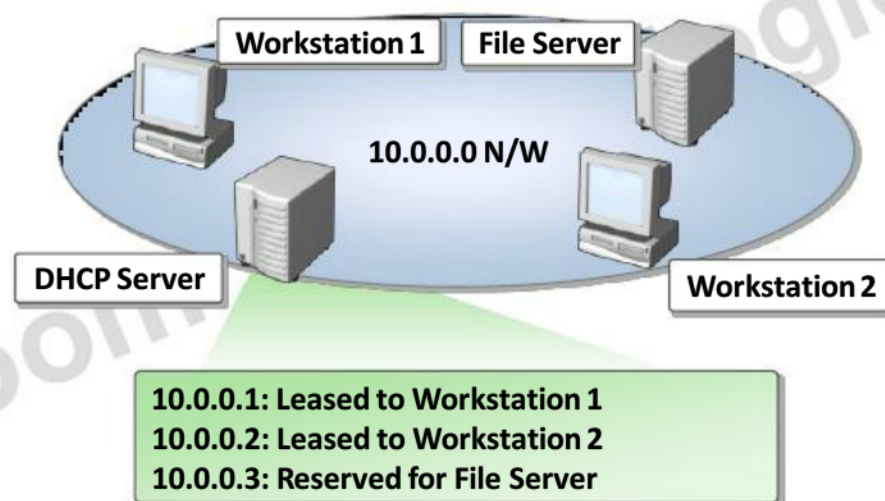 Workstation 1
File Server
10.0.0.0 N/W
DHCP Server
Workstation 2
10.0.0.1: Leased to Workstation 1
10.0.0.2: Leased to Workstation 2
10.0.0.3: Reserved for File Server